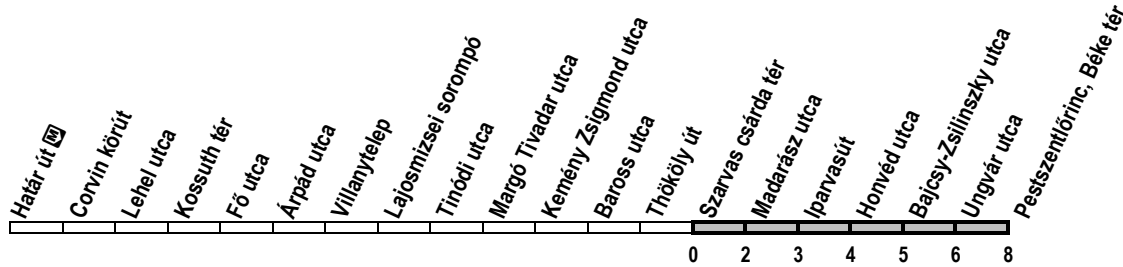 Határ út M
Corvin körút
Lehel utca
Kossuth tér
Fő utca
Árpád utca
Villanytelep
Lajosmizsei sorompó
Tinódi utca
Margó Tivadar utca
Kemény Zsigmond utca
Baross utca
Thököly út
Szarvas csárda tér
Madarász utca
Iparvasút
Honvéd utca
Bajcsy-Zsilinszky utca
Ungvár utca
Pestszentlőrinc, Béke tér
0 2 3 4 5 6 8